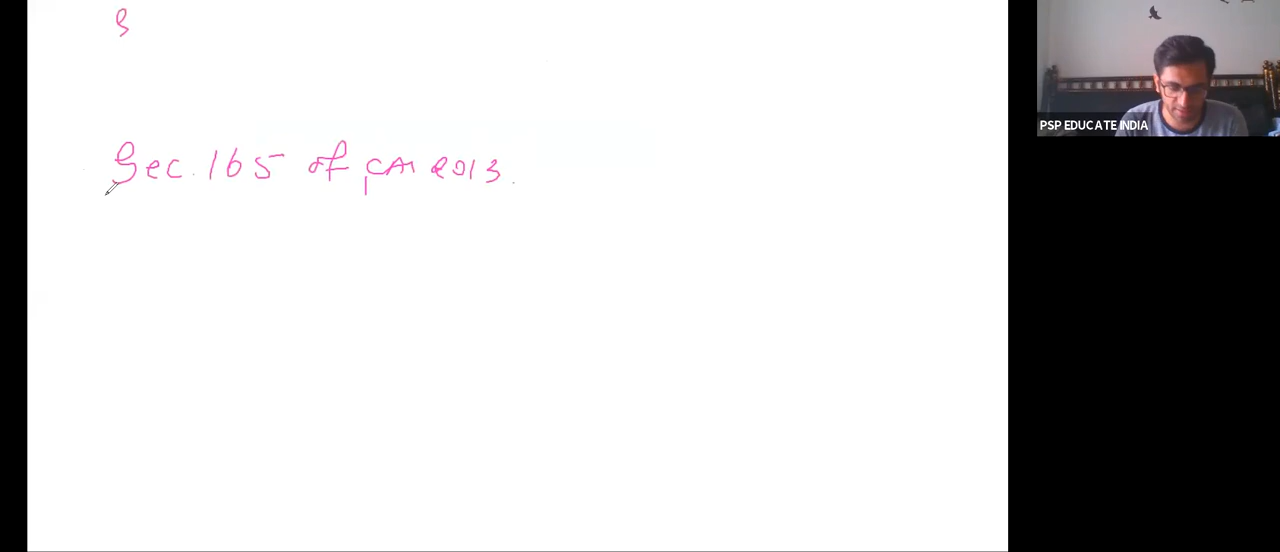 Sec. 165 of CA, 2013.
PSP EDUCATE INDIA